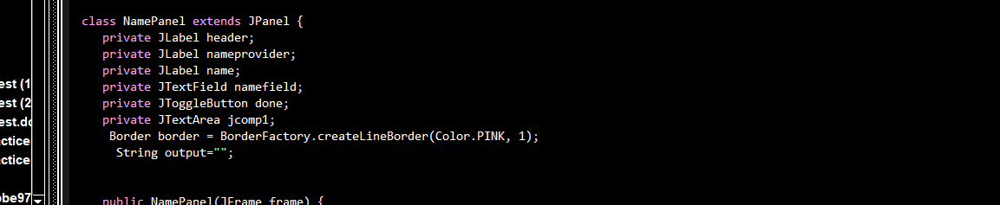 class NamePanel extends JPanel {
private JLabel header;
private JLabel nameprovider;
private JLabel name;
private JTextField namefield;
est (1
private JToggleButton done;
est (2
private JTextArea jcomp1;
est.do
Border border = BorderFactory.createLineBorder(Color.PINK, 1);
ctice
String output="";
ctice
obe97
public NamePanel(JFrame frame) {